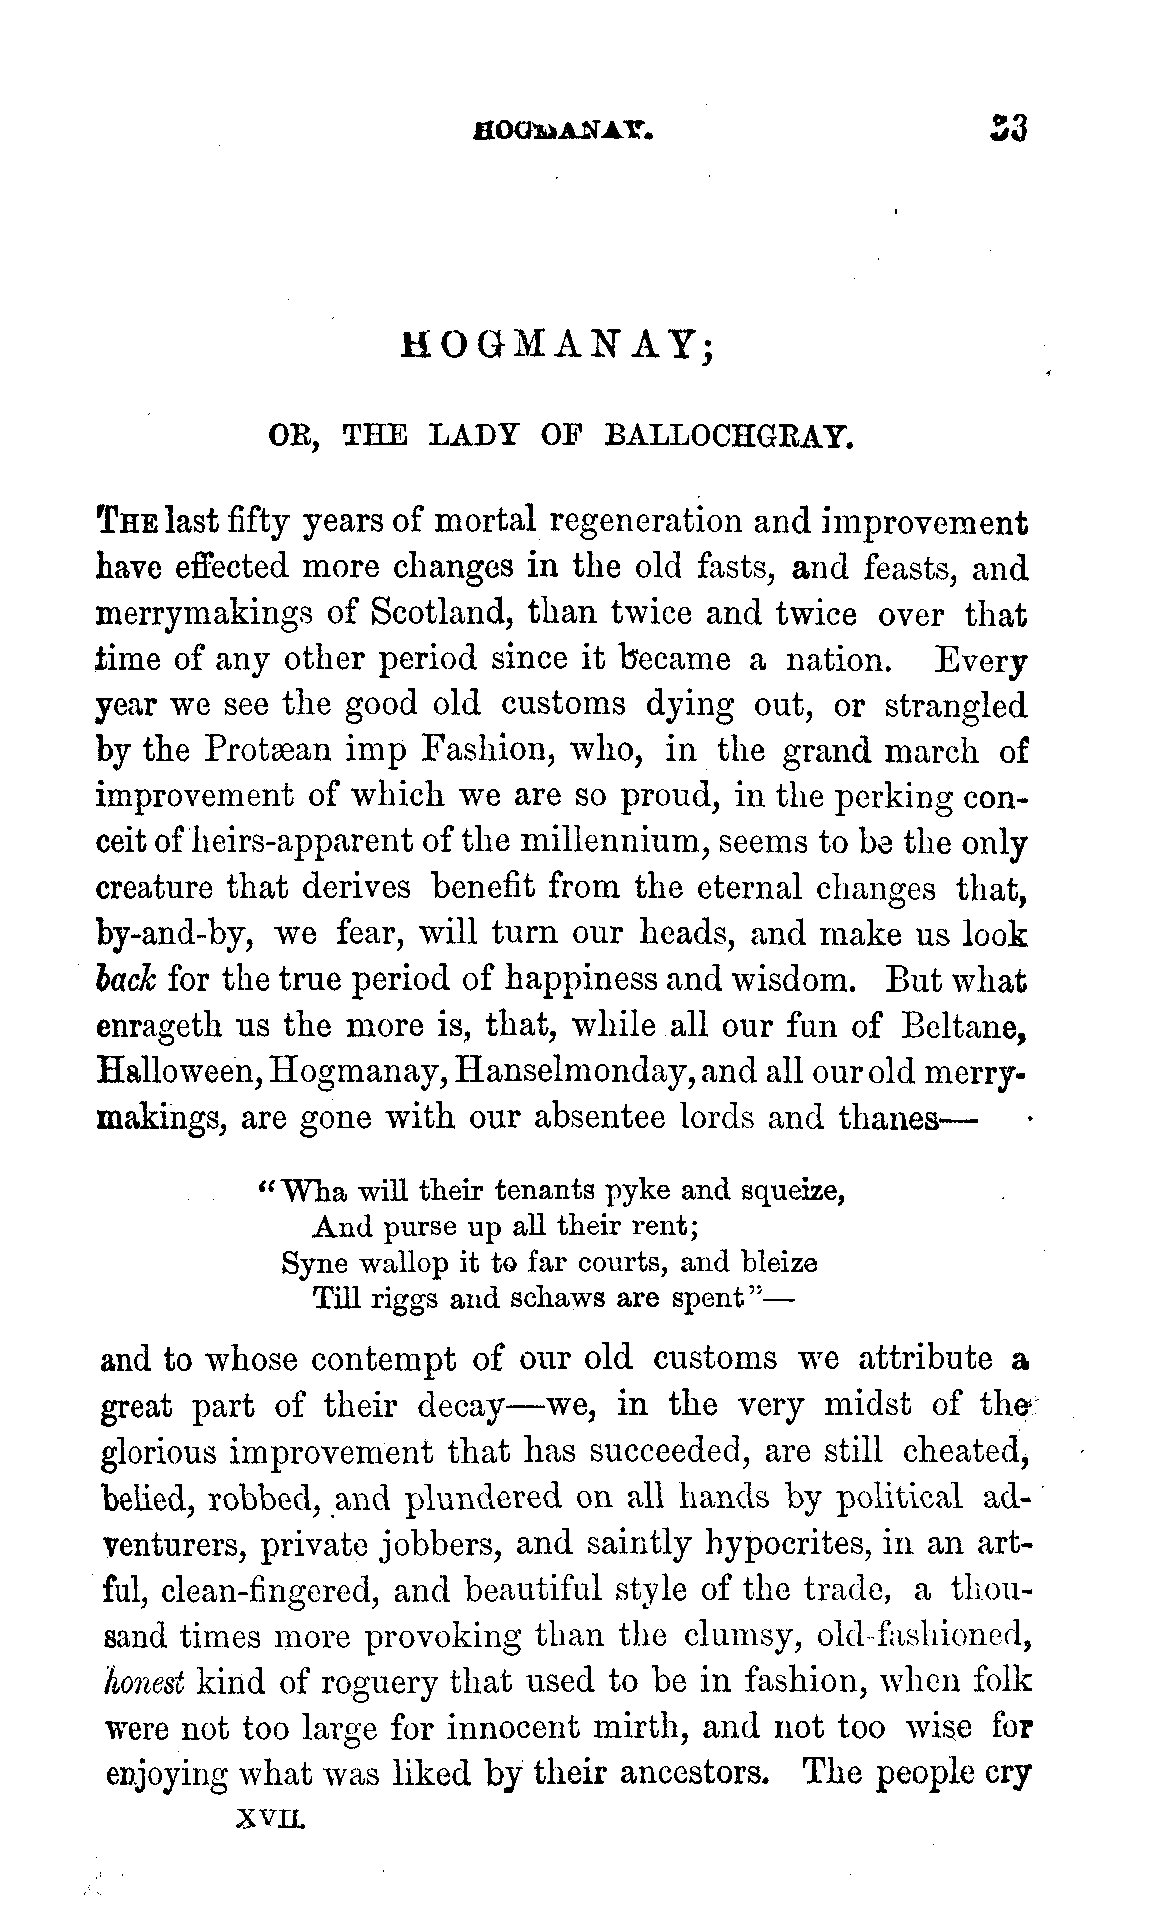 HOGMANAY. 33
HOGMANAY;
OR, THE LADY OF BALLOCHGRAY.
THE last fifty years of mortal regeneration and improvement
have effected more changes in the old fasts, and feasts, and
merrymakings of Scotland, than twice and twice over that
time of any other period since it became a nation. Every
year we see the good old customs dying out, or strangled
by the Protæan imp Fashion, who, in the grand march of
improvement of which we are so proud, in the perking con-
ceit of heirs-apparent of the millennium, seems to be the only
creature that derives benefit from the eternal changes that,
by-and-by, we fear, will turn our heads, and make us look
back for the true period of happiness and wisdom. But what
enrageth us the more is, that, while all our fun of Beltane,
Halloween, Hogmanay, Hanselmonday, and all our old merry-
makings, are gone with our absentee lords and thanes—
“Wha will their tenants pyke and squeize,
And purse up all their rent;
Syne wallop it to far courts, and bleize
Till riggs and schaws are spent”—
and to whose contempt of our old customs we attribute a
great part of their decay—we, in the very midst of the
glorious improvement that has succeeded, are still cheated,
belied, robbed, and plundered on all hands by political ad-
venturers, private jobbers, and saintly hypocrites, in an art-
ful, clean-fingered, and beautiful style of the trade, a thou-
sand times more provoking than the clumsy, old-fashioned,
honest kind of roguery that used to be in fashion, when folk
were not too large for innocent mirth, and not too wise for
enjoying what was liked by their ancestors. The people cry
XVII.